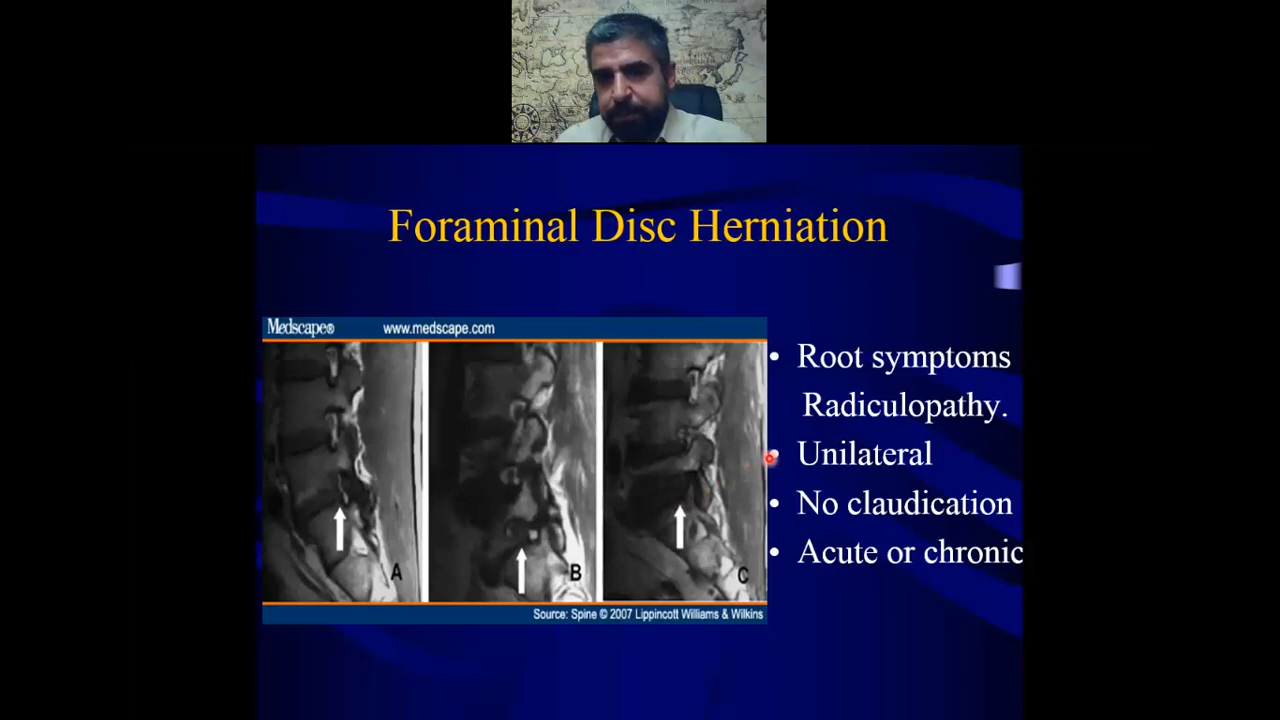 Foraminal Disc Herniation
Medscape® www.medscape.com
• Root symptoms
Radiculopathy.
• Unilateral
• No claudication
• Acute or chronic
A
B
C
Source: Spine © 2007 Lippincott Williams & Wilkins